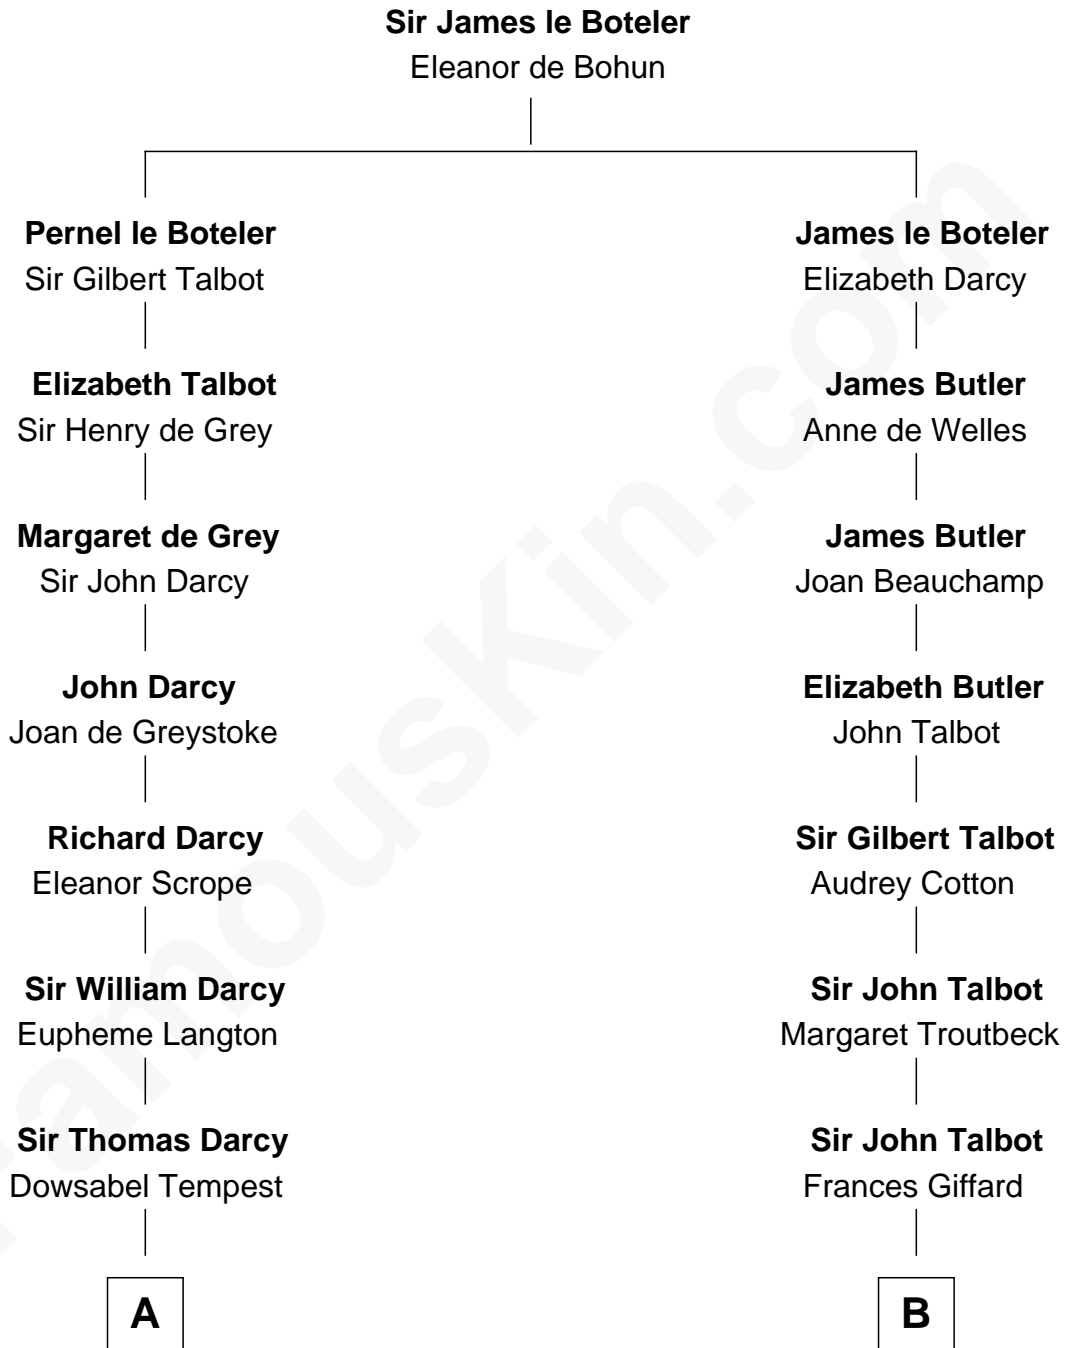 Sir James le Boteler
Eleanor de Bohun
Pernel le Boteler
Sir Gilbert Talbot
James le Boteler
Elizabeth Darcy
Elizabeth Talbot
Sir Henry de Grey
James Butler
Anne de Welles
Margaret de Grey
Sir John Darcy
James Butler
Joan Beauchamp
John Darcy
Joan de Greystoke
Elizabeth Butler
John Talbot
Richard Darcy
Eleanor Scrope
Sir Gilbert Talbot
Audrey Cotton
Sir William Darcy
Eupheme Langton
Sir John Talbot
Margaret Troutbeck
Sir Thomas Darcy
Dowsabel Tempest
Sir John Talbot
Frances Giffard
A
B
FamousKin.com